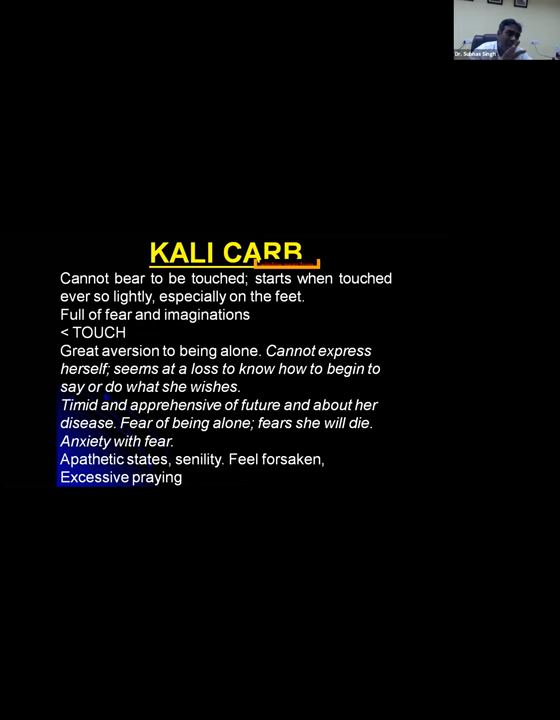 Dr. Subhas Singh
KALI CARB
Cannot bear to be touched; starts when touched
ever so lightly, especially on the feet.
Full of fear and imaginations
< TOUCH
Great aversion to being alone. Cannot express
herself; seems at a loss to know how to begin to
say or do what she wishes.
Timid and apprehensive of future and about her
disease. Fear of being alone; fears she will die.
Anxiety with fear.
Apathetic states, senility. Feel forsaken,
Excessive praying